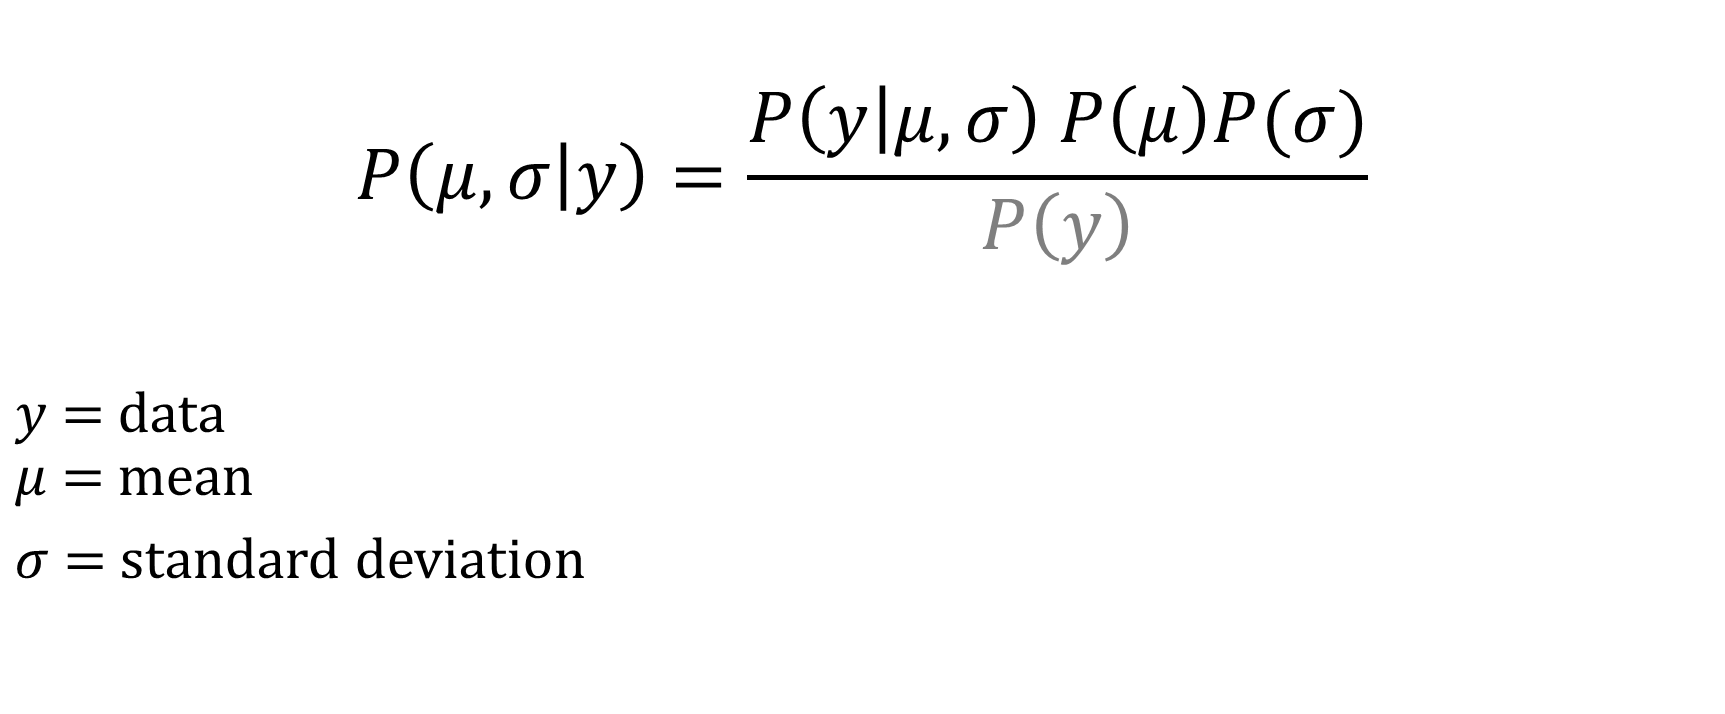 P(μ, σ|y) = P(y|μ, σ) P(μ)P(σ) / P(y)
y = data
μ = mean
σ = standard deviation